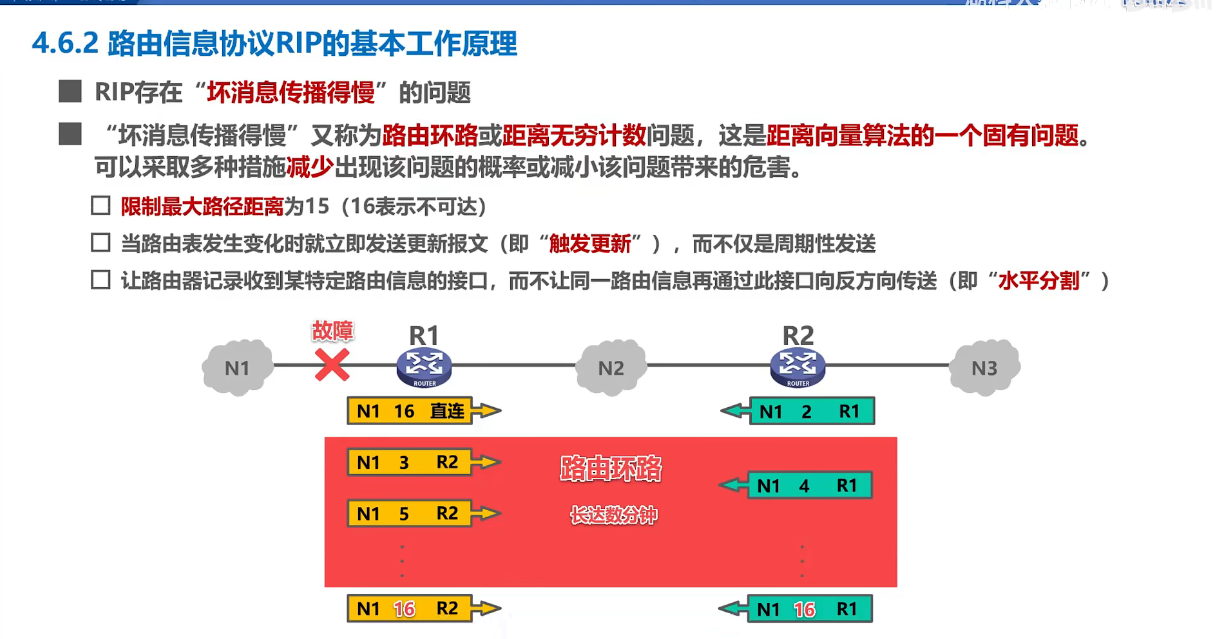 4.6.2 路由信息协议RIP的基本工作原理
RIP存在“坏消息传播得慢”的问题
“坏消息传播得慢”又称为路由环路或距离无穷计数问题，这是距离向量算法的一个固有问题。
可以采取多种措施减少出现该问题的概率或减小该问题带来的危害。
限制最大路径距离为15（16表示不可达）
当路由表发生变化时就立即发送更新报文（即“触发更新”），而不仅是周期性发送
让路由器记录收到某特定路由信息的接口，而不让同一路由信息再通过此接口向反方向传送（即“水平分割”）
故障 R1 R2
N1 N2 N3
ROUTER ROUTER
N1 16 直连 N1 2 R1
N1 3 R2 路由环路
N1 4 R1
N1 5 R2 长达数分钟
N1 16 R2 N1 16 R1